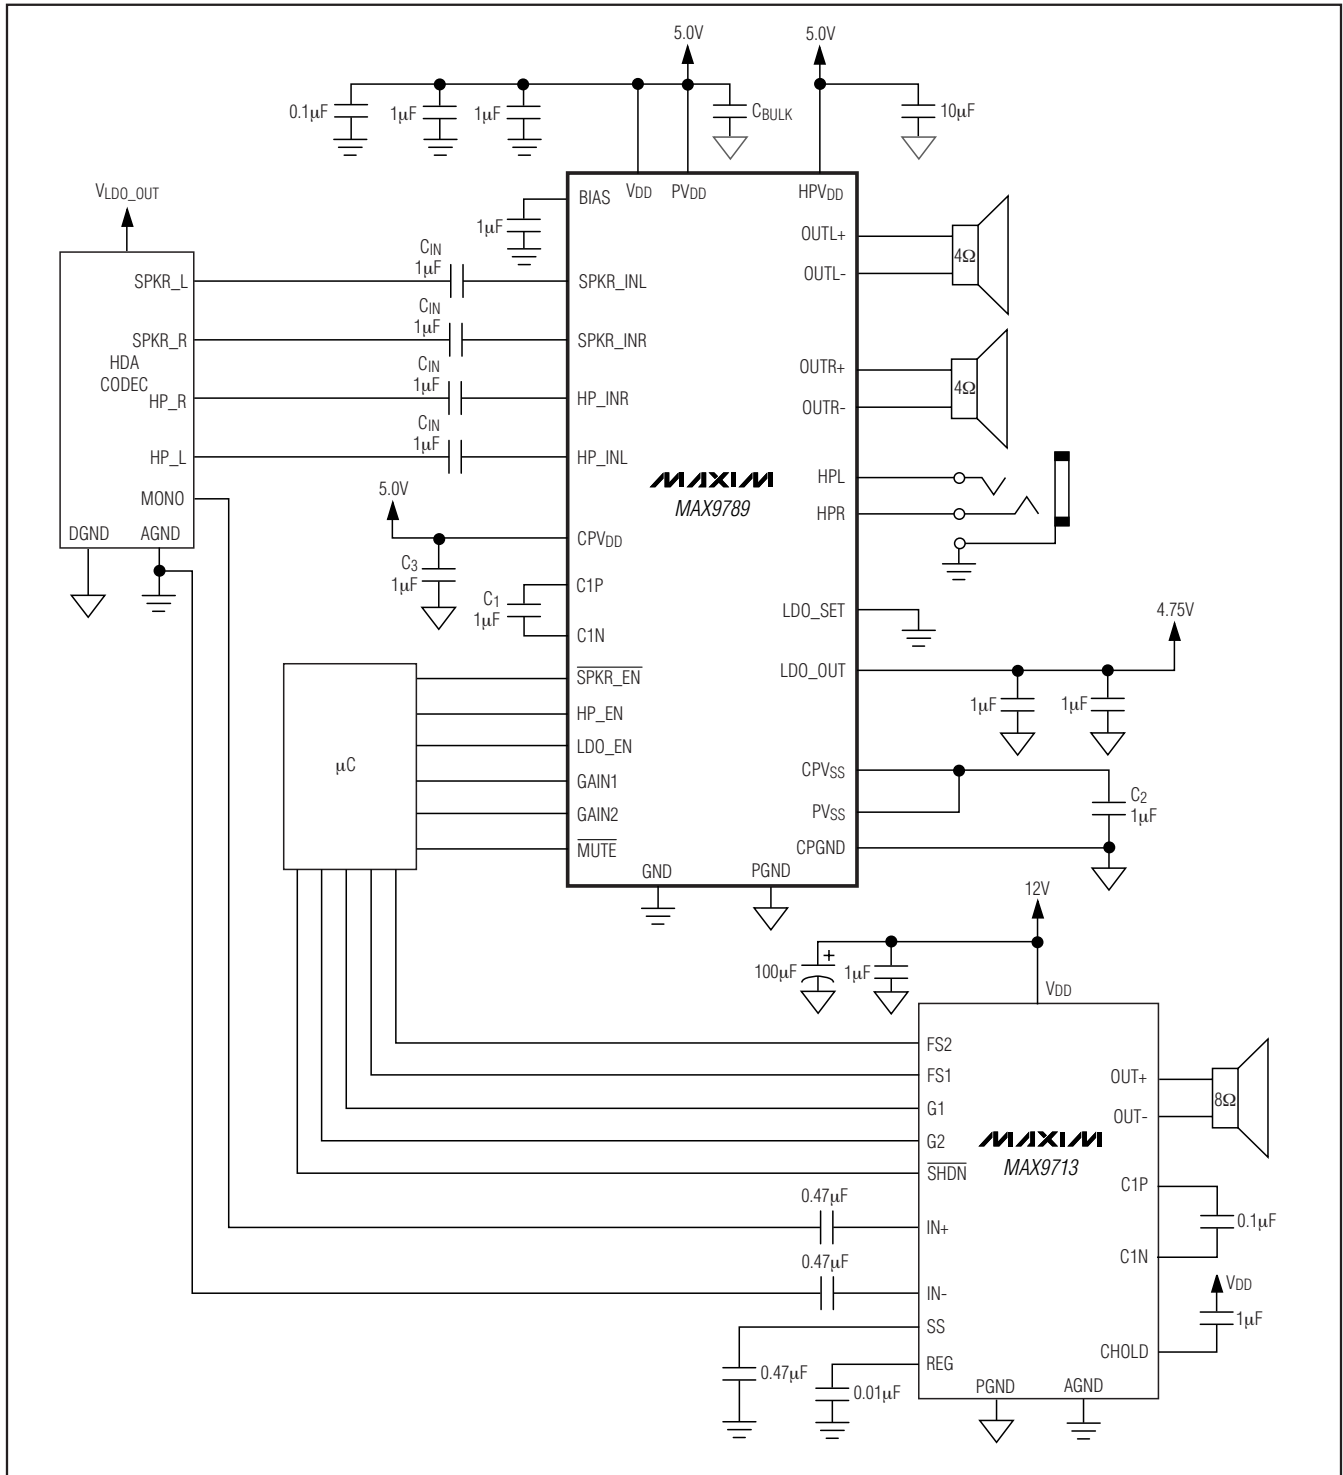 5.0V
5.0V
0.1µF
1µF
1µF
CBULK
10µF
VLDO_OUT
BIAS
VDD
PVDD
HPVDD
1µF
OUTL+
4Ω
OUTL-
SPKR_L
CIN
1µF
SPKR_INL
SPKR_R
CIN
1µF
SPKR_INR
HDA
CODEC
OUTR+
4Ω
OUTR-
HP_R
CIN
1µF
HP_INR
HP_L
CIN
1µF
HP_INL
MAXIM
MAX9789
HPL
HPR
MONO
5.0V
DGND
AGND
CPVDD
C3
1µF
C1P
C1
1µF
C1N
LDO_SET
4.75V
LDO_OUT
1µF
1µF
µC
SPKR_EN
HP_EN
LDO_EN
GAIN1
GAIN2
MUTE
CPVSS
PVSS
C2
1µF
CPGND
GND
PGND
12V
100µF
+
1µF
VDD
FS2
FS1
G1
G2
SHDN
OUT+
8Ω
OUT-
MAXIM
MAX9713
C1P
0.1µF
C1N
0.47µF
IN+
0.47µF
IN-
VDD
1µF
SS
CHOLD
REG
0.47µF
0.01µF
PGND
AGND